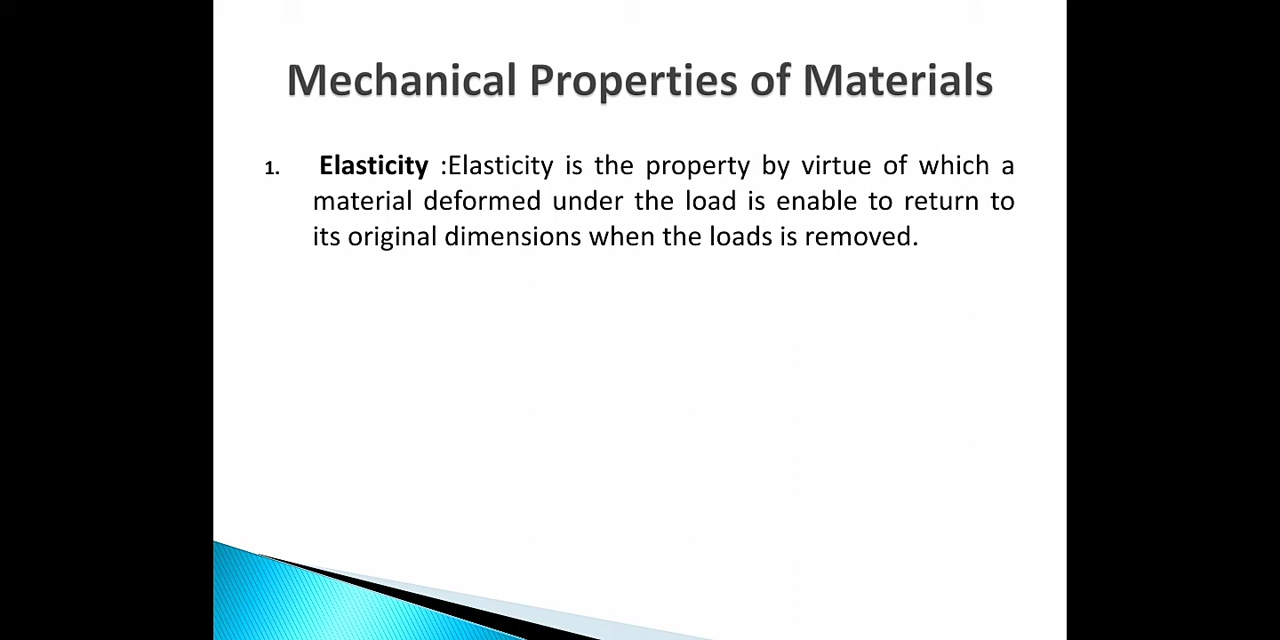 Mechanical Properties of Materials
1. Elasticity :Elasticity is the property by virtue of which a
material deformed under the load is enable to return to
its original dimensions when the loads is removed.